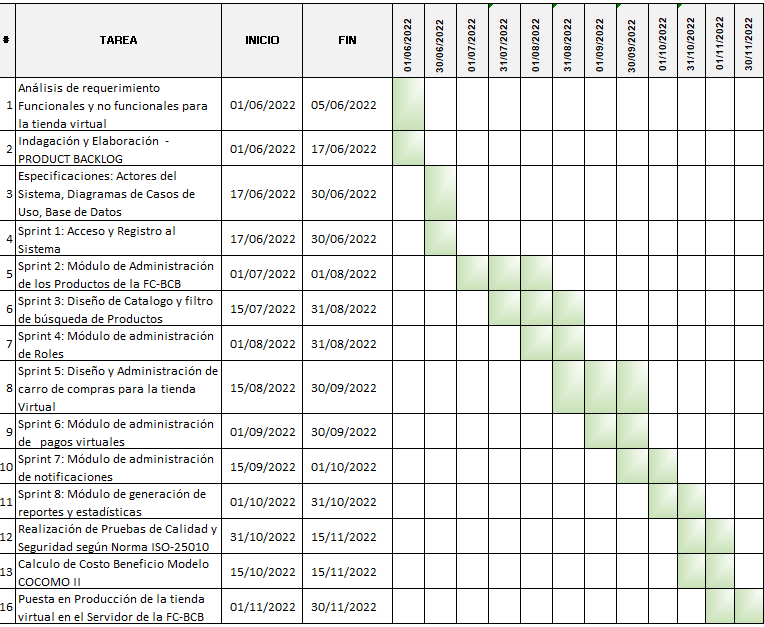 # TAREA INICIO FIN 01/06/2022 30/06/2022 01/07/2022 31/07/2022 01/08/2022 31/08/2022 01/09/2022 30/09/2022 01/10/2022 31/10/2022 01/11/2022 30/11/2022
Análisis de requerimiento
1 Funcionales y no funcionales para 01/06/2022 05/06/2022
la tienda virtual
Indagación y Elaboración -
2 PRODUCT BACKLOG 01/06/2022 17/06/2022
Especificaciones: Actores del
3 Sistema, Diagramas de Casos de 17/06/2022 30/06/2022
Uso, Base de Datos
Sprint 1: Acceso y Registro al
4 Sistema 17/06/2022 30/06/2022
Sprint 2: Módulo de Administración
5 de los Productos de la FC-BCB 01/07/2022 01/08/2022
Sprint 3: Diseño de Catalogo y filtro
6 de búsqueda de Productos 15/07/2022 31/08/2022
Sprint 4: Módulo de administración
7 de Roles 01/08/2022 31/08/2022
Sprint 5: Diseño y Administración de
8 carro de compras para la tienda 15/08/2022 30/09/2022
Virtual
Sprint 6: Módulo de administración
9 de pagos virtuales 01/09/2022 30/09/2022
Sprint 7: Módulo de administración
10 de notificaciones 15/09/2022 01/10/2022
Sprint 8: Módulo de generación de
11 reportes y estadísticas 01/10/2022 31/10/2022
Realización de Pruebas de Calidad y
12 Seguridad según Norma ISO-25010 31/10/2022 15/11/2022
Calculo de Costo Beneficio Modelo
13 COCOMO II 15/10/2022 15/11/2022
Puesta en Producción de la tienda
16 virtual en el Servidor de la FC-BCB 01/11/2022 30/11/2022